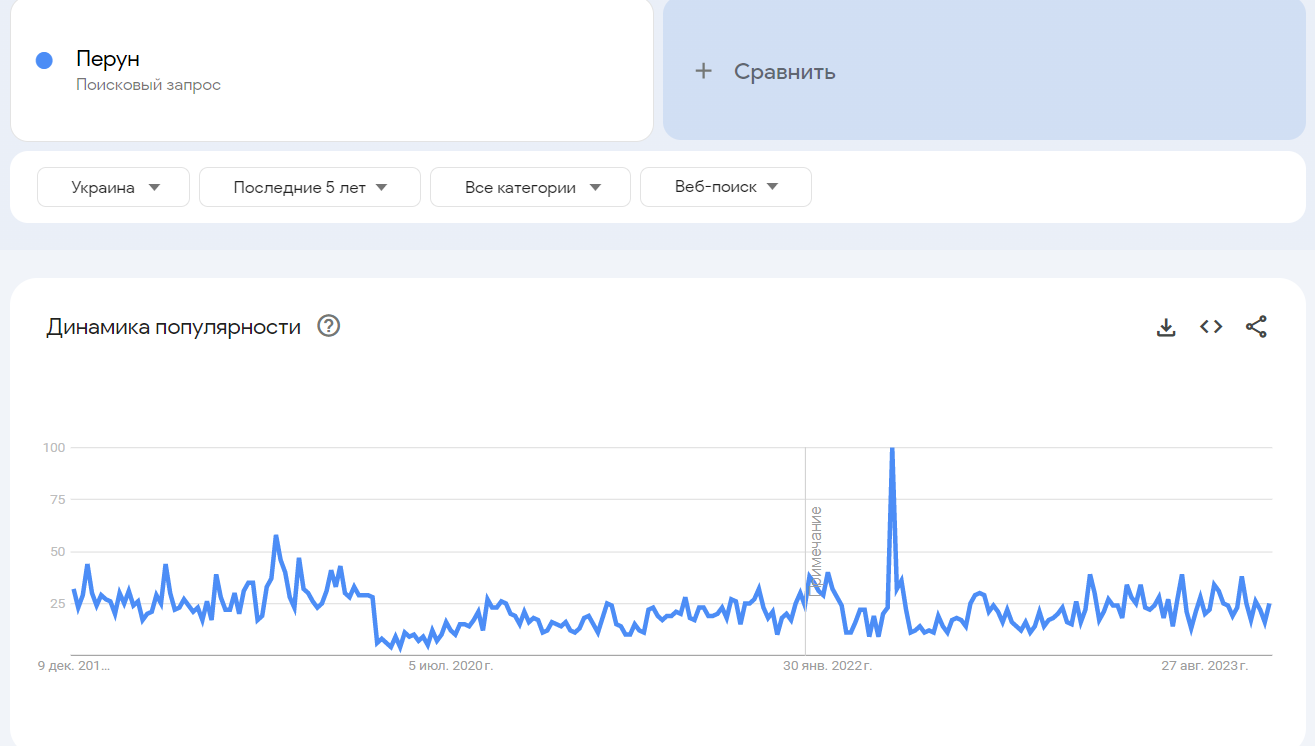 Перун
Поисковый запрос
+ Сравнить
Украина
Последние 5 лет
Все категории
Веб-поиск
Динамика популярности
100
75
50
25
Примечание
9 дек. 201...
5 июл. 2020 г.
30 янв. 2022 г.
27 авг. 2023 г.